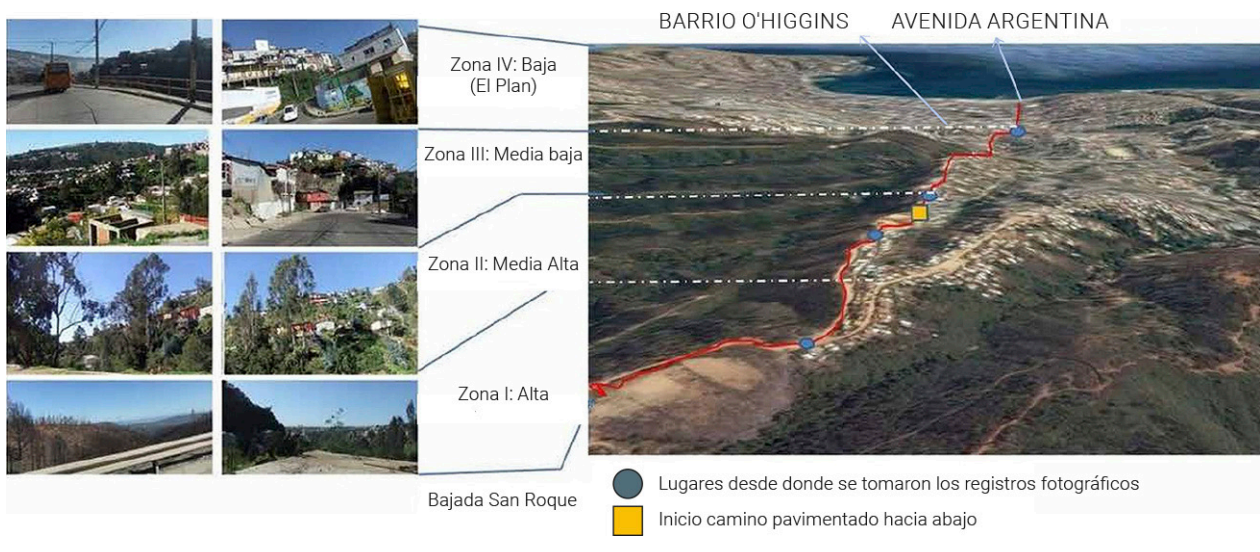 BARRIO O'HIGGINS
AVENIDA ARGENTINA
Zona IV: Baja
(El Plan)
Zona III: Media baja
Zona II: Media Alta
Zona I: Alta
Bajada San Roque
Lugares desde donde se tomaron los registros fotográficos
Inicio camino pavimentado hacia abajo